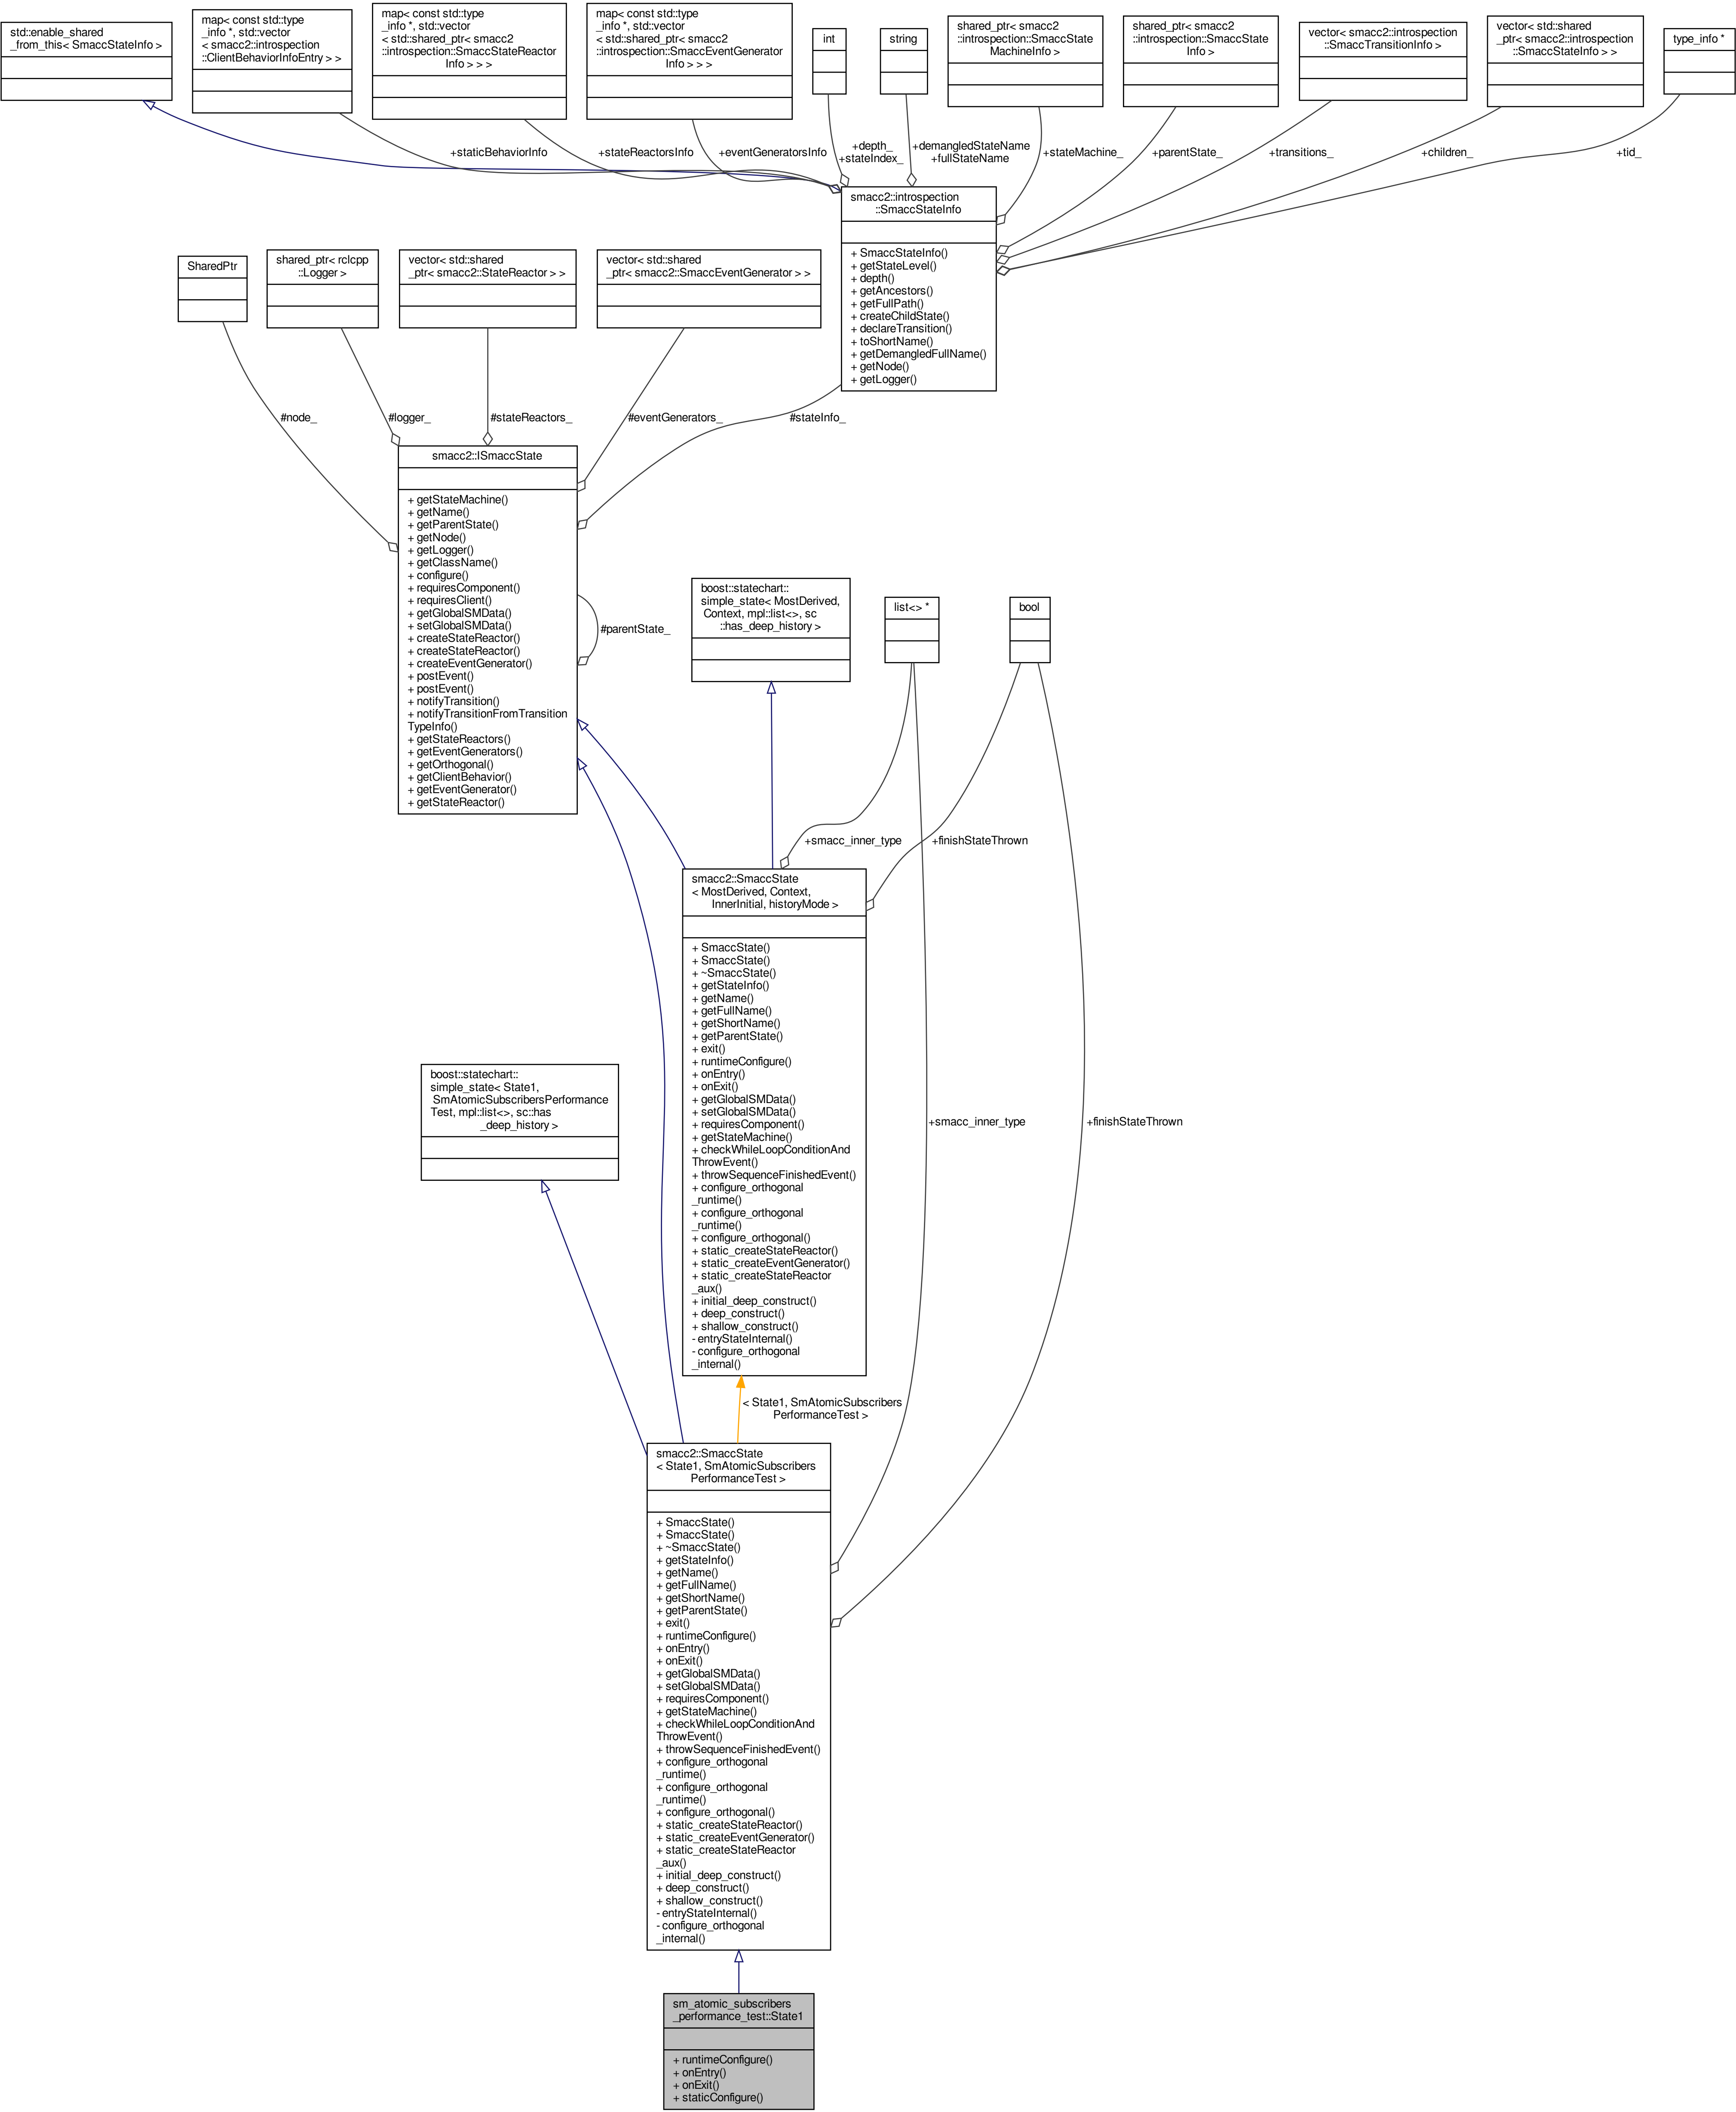 std::enable_shared
_from_this< SmaccStateInfo >
map< const std::type
_info *, std::vector
< smacc2::introspection
::ClientBehaviorInfoEntry > >
map< const std::type
_info *, std::vector
< std::shared_ptr< smacc2
::introspection::SmaccStateReactor
Info > > >
map< const std::type
_info *, std::vector
< std::shared_ptr< smacc2
::introspection::SmaccEventGenerator
Info > > >
int
string
shared_ptr< smacc2
::introspection::SmaccState
MachineInfo >
shared_ptr< smacc2
::introspection::SmaccState
Info >
vector< smacc2::introspection
::SmaccTransitionInfo >
vector< std::shared
_ptr< smacc2::introspection
::SmaccStateInfo > >
type_info *
+staticBehaviorInfo
+stateReactorsInfo
+eventGeneratorsInfo
+depth_
+stateIndex_
+demangledStateName
+fullStateName
+stateMachine_
+parentState_
+transitions_
+children_
+tid_
smacc2::introspection
::SmaccStateInfo
+ SmaccStateInfo()
+ getStateLevel()
+ depth()
+ getAncestors()
+ getFullPath()
+ createChildState()
+ declareTransition()
+ toShortName()
+ getDemangledFullName()
+ getNode()
+ getLogger()
SharedPtr
shared_ptr< rclcpp
::Logger >
vector< std::shared
_ptr< smacc2::StateReactor > >
vector< std::shared
_ptr< smacc2::SmaccEventGenerator > >
#node_
#logger_
#stateReactors_
#eventGenerators_
#stateInfo_
smacc2::ISmaccState
+ getStateMachine()
+ getName()
+ getParentState()
+ getNode()
+ getLogger()
+ getClassName()
+ configure()
+ requiresComponent()
+ requiresClient()
+ getGlobalSMData()
+ setGlobalSMData()
+ createStateReactor()
+ createStateReactor()
+ createEventGenerator()
+ postEvent()
+ postEvent()
+ notifyTransition()
+ notifyTransitionFromTransition
TypeInfo()
+ getStateReactors()
+ getEventGenerators()
+ getOrthogonal()
+ getClientBehavior()
+ getEventGenerator()
+ getStateReactor()
#parentState_
boost::statechart::
simple_state< MostDerived,
Context, mpl::list<>, sc
::has_deep_history >
list<> *
bool
+smacc_inner_type
+finishStateThrown
smacc2::SmaccState
< MostDerived, Context,
InnerInitial, historyMode >
+ SmaccState()
+ SmaccState()
+ ~SmaccState()
+ getStateInfo()
+ getName()
+ getFullName()
+ getShortName()
+ getParentState()
+ exit()
+ runtimeConfigure()
+ onEntry()
+ onExit()
+ getGlobalSMData()
+ setGlobalSMData()
+ requiresComponent()
+ getStateMachine()
+ checkWhileLoopConditionAnd
ThrowEvent()
+ throwSequenceFinishedEvent()
+ configure_orthogonal
_runtime()
+ configure_orthogonal
_runtime()
+ configure_orthogonal()
+ static_createStateReactor()
+ static_createEventGenerator()
+ static_createStateReactor
_aux()
+ initial_deep_construct()
+ deep_construct()
+ shallow_construct()
- entryStateInternal()
- configure_orthogonal
_internal()
boost::statechart::
simple_state< State1,
SmAtomicSubscribersPerformance
Test, mpl::list<>, sc::has
_deep_history >
+smacc_inner_type
+finishStateThrown
< State1, SmAtomicSubscribers
PerformanceTest >
smacc2::SmaccState
< State1, SmAtomicSubscribers
PerformanceTest >
+ SmaccState()
+ SmaccState()
+ ~SmaccState()
+ getStateInfo()
+ getName()
+ getFullName()
+ getShortName()
+ getParentState()
+ exit()
+ runtimeConfigure()
+ onEntry()
+ onExit()
+ getGlobalSMData()
+ setGlobalSMData()
+ requiresComponent()
+ getStateMachine()
+ checkWhileLoopConditionAnd
ThrowEvent()
+ throwSequenceFinishedEvent()
+ configure_orthogonal
_runtime()
+ configure_orthogonal
_runtime()
+ configure_orthogonal()
+ static_createStateReactor()
+ static_createEventGenerator()
+ static_createStateReactor
_aux()
+ initial_deep_construct()
+ deep_construct()
+ shallow_construct()
- entryStateInternal()
- configure_orthogonal
_internal()
sm_atomic_subscribers
_performance_test::State1
+ runtimeConfigure()
+ onEntry()
+ onExit()
+ staticConfigure()